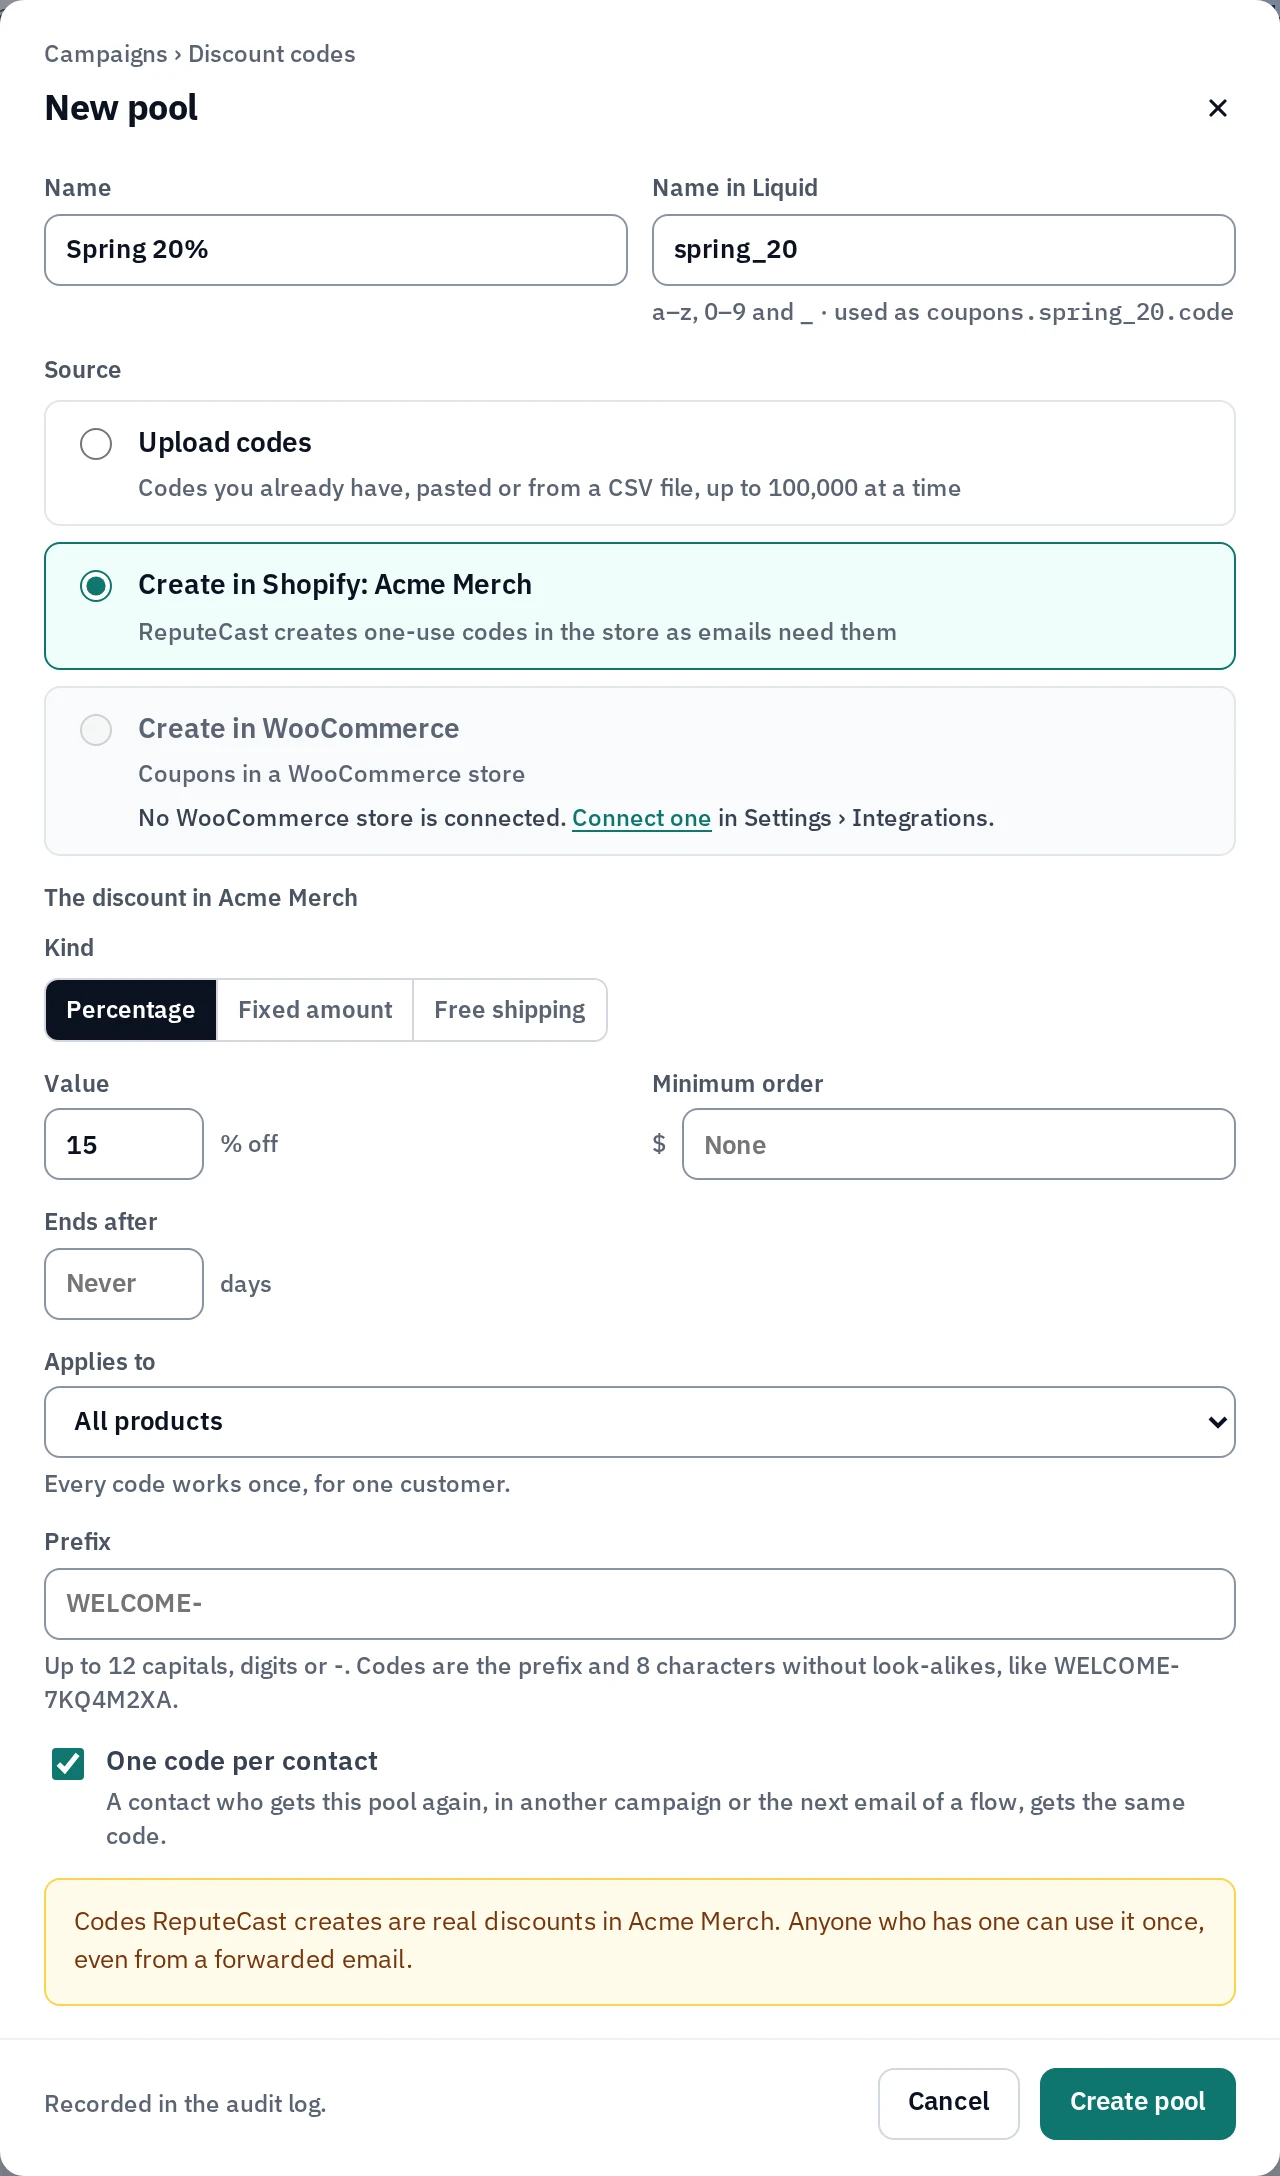 Campaigns › Discount codes
New pool
Name
Name in Liquid
Spring 20%
spring_20
a–z, 0–9 and _ · used as coupons.spring_20.code
Source
Upload codes
Codes you already have, pasted or from a CSV file, up to 100,000 at a time
Create in Shopify: Acme Merch
ReputeCast creates one-use codes in the store as emails need them
Create in WooCommerce
Coupons in a WooCommerce store
No WooCommerce store is connected. Connect one in Settings › Integrations.
The discount in Acme Merch
Kind
Percentage
Fixed amount
Free shipping
Value
Minimum order
15
% off
$
None
Ends after
Never
days
Applies to
All products
Every code works once, for one customer.
Prefix
WELCOME-
Up to 12 capitals, digits or -. Codes are the prefix and 8 characters without look-alikes, like WELCOME-
7KQ4M2XA.
One code per contact
A contact who gets this pool again, in another campaign or the next email of a flow, gets the same
code.
Codes ReputeCast creates are real discounts in Acme Merch. Anyone who has one can use it once,
even from a forwarded email.
Recorded in the audit log.
Cancel
Create pool